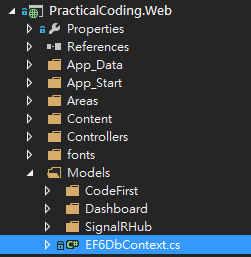 PracticalCoding.Web
Properties
References
App_Data
App_Start
Areas
Content
Controllers
fonts
Models
CodeFirst
Dashboard
SignalRHub
EF6DbContext.cs